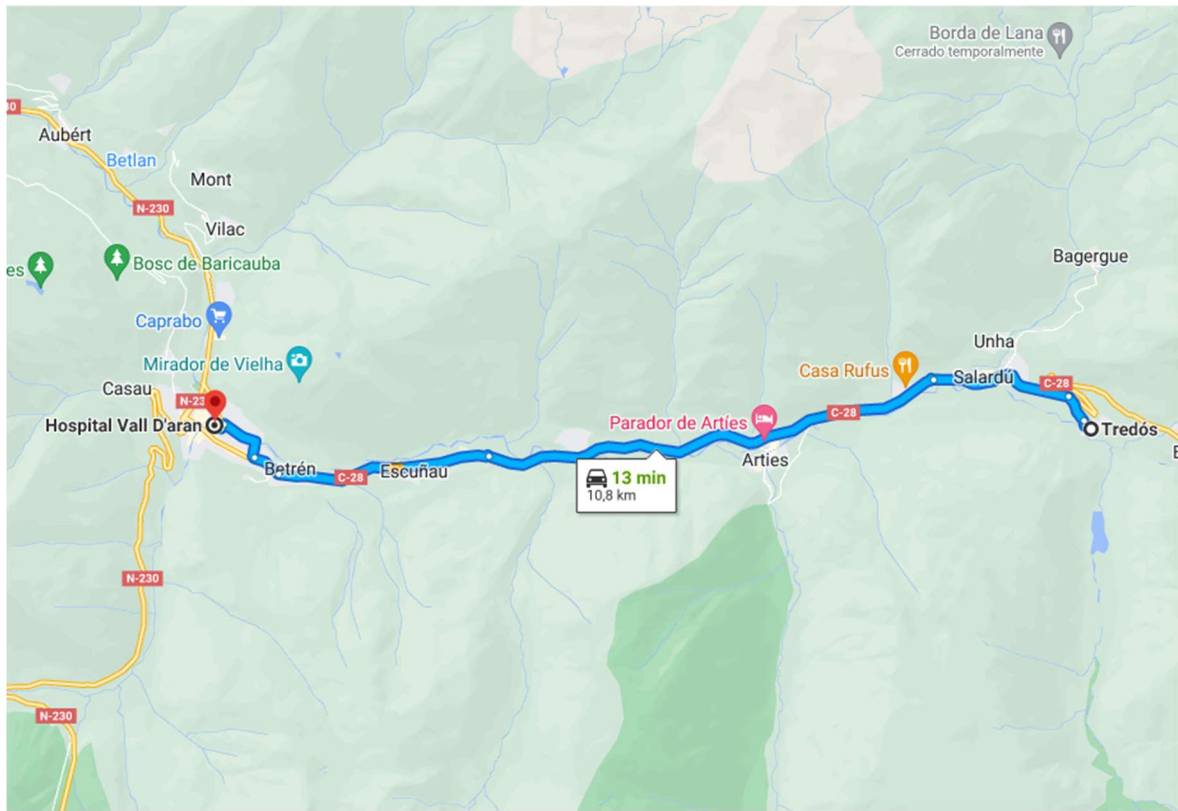 Borda de Lana
Cerrado temporalmente
Aubért
Betlan
Mont
N-230
Vilac
es
Bosc de Baricauba
Bagergue
Caprabo
Unha
Mirador de Vielha
Casa Rufus
Salardú
C-28
Casau
N-23
Parador de Artíes
C-28
Hospital Vall D'aran
Tredós
Arties
Betrén
C-28
Escuñau
13 min
10,8 km
N-230
N-230